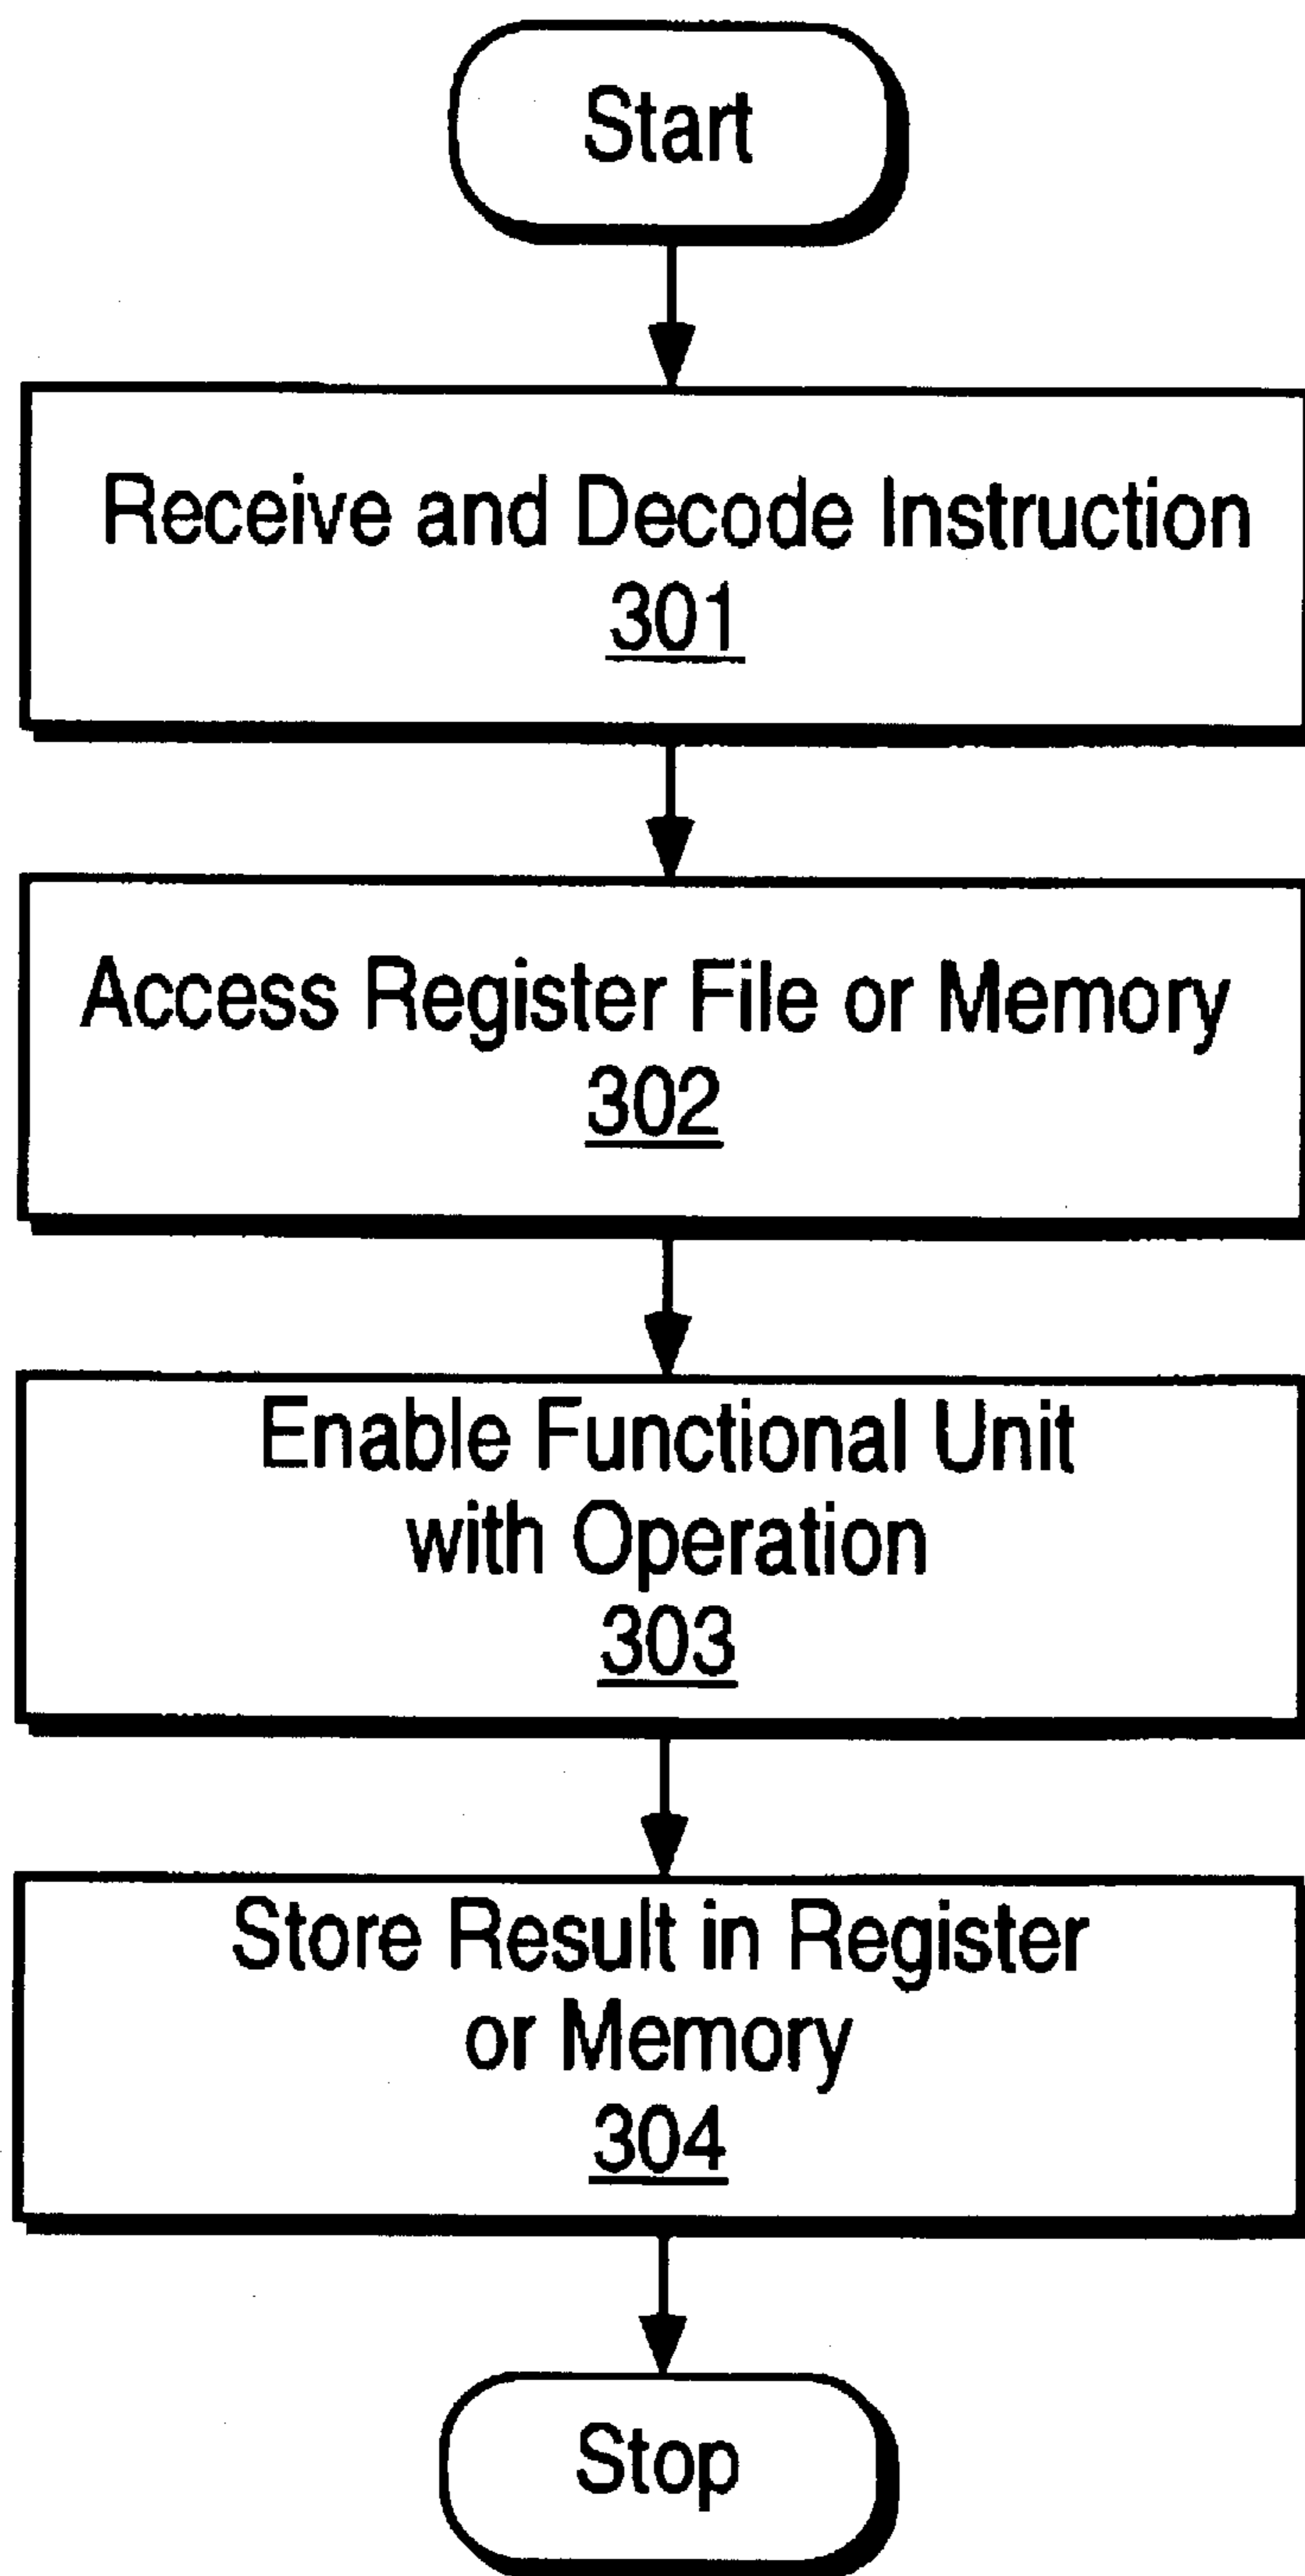 Start
Receive and Decode Instruction
301
Access Register File or Memory
302
Enable Functional Unit
with Operation
303
Store Result in Register
or Memory
304
Stop